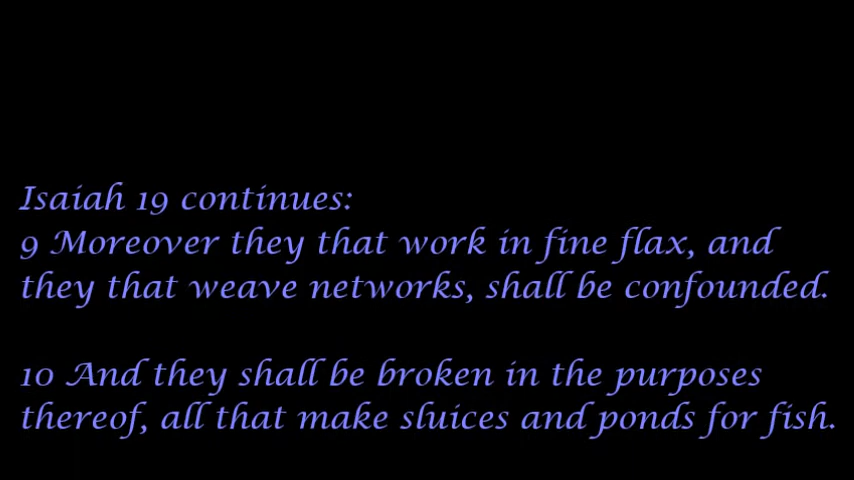 Isaiah 19 continues:
9 Moreover they that work in fine flax, and
they that weave networks, shall be confounded.
10 And they shall be broken in the purposes
thereof, all that make sluices and ponds for fish.